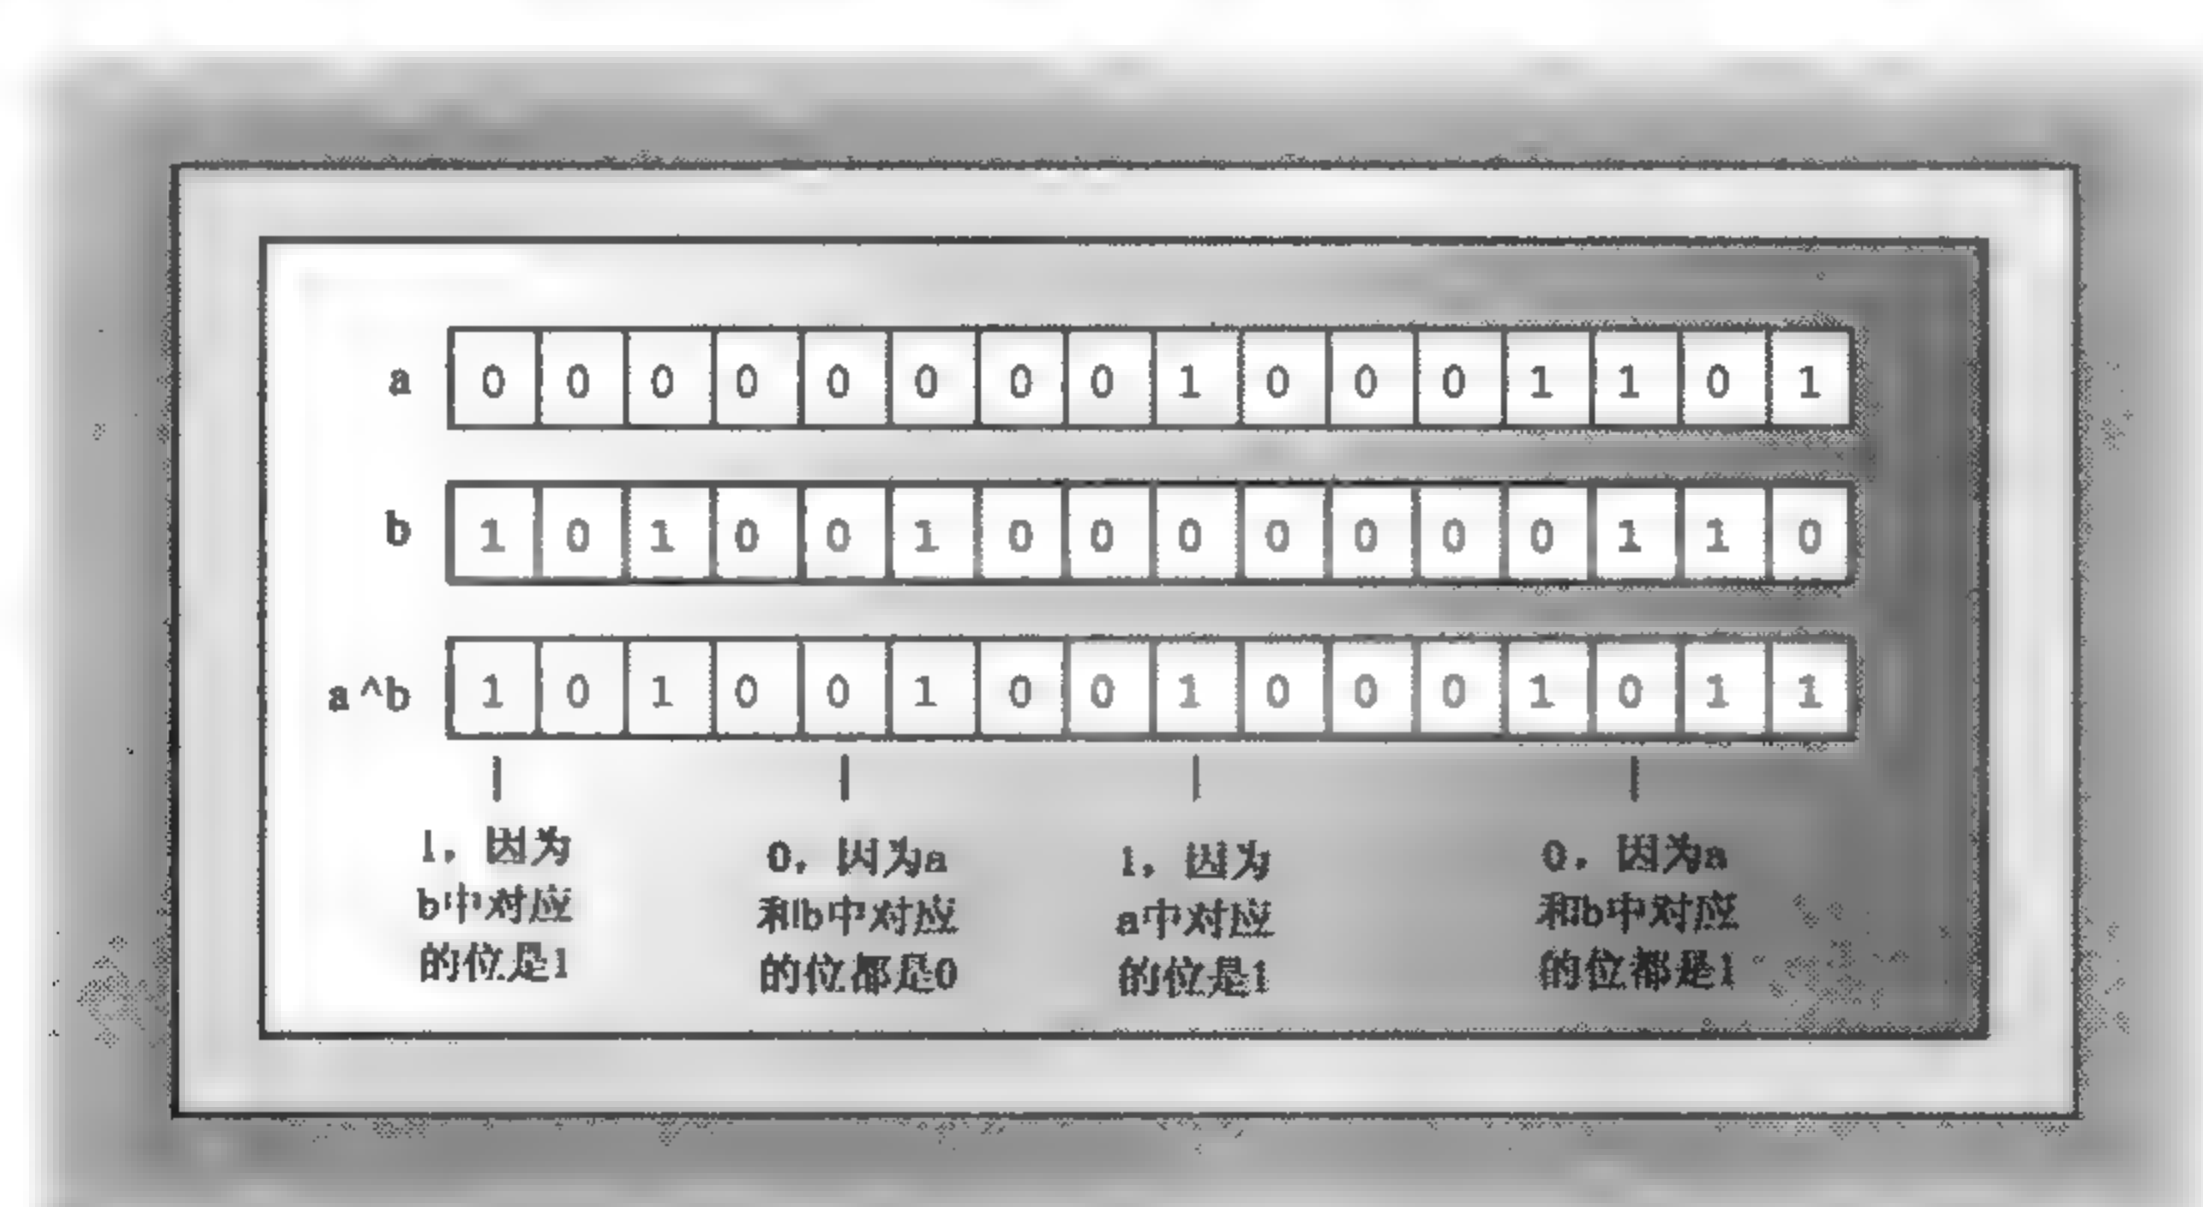 a 0 0 0 0 0 0 0 0 1 0 0 0 1 1 0 1
b 1 0 1 0 0 1 0 0 0 0 0 0 0 1 1 0
a^b 1 0 1 0 0 1 0 0 1 0 0 0 1 0 1 1
1，因为
b中对应
的位是1
0，因为a
和b中对应
的位都是0
1，因为
a中对应
的位是1
0，因为a
和b中对应
的位都是1